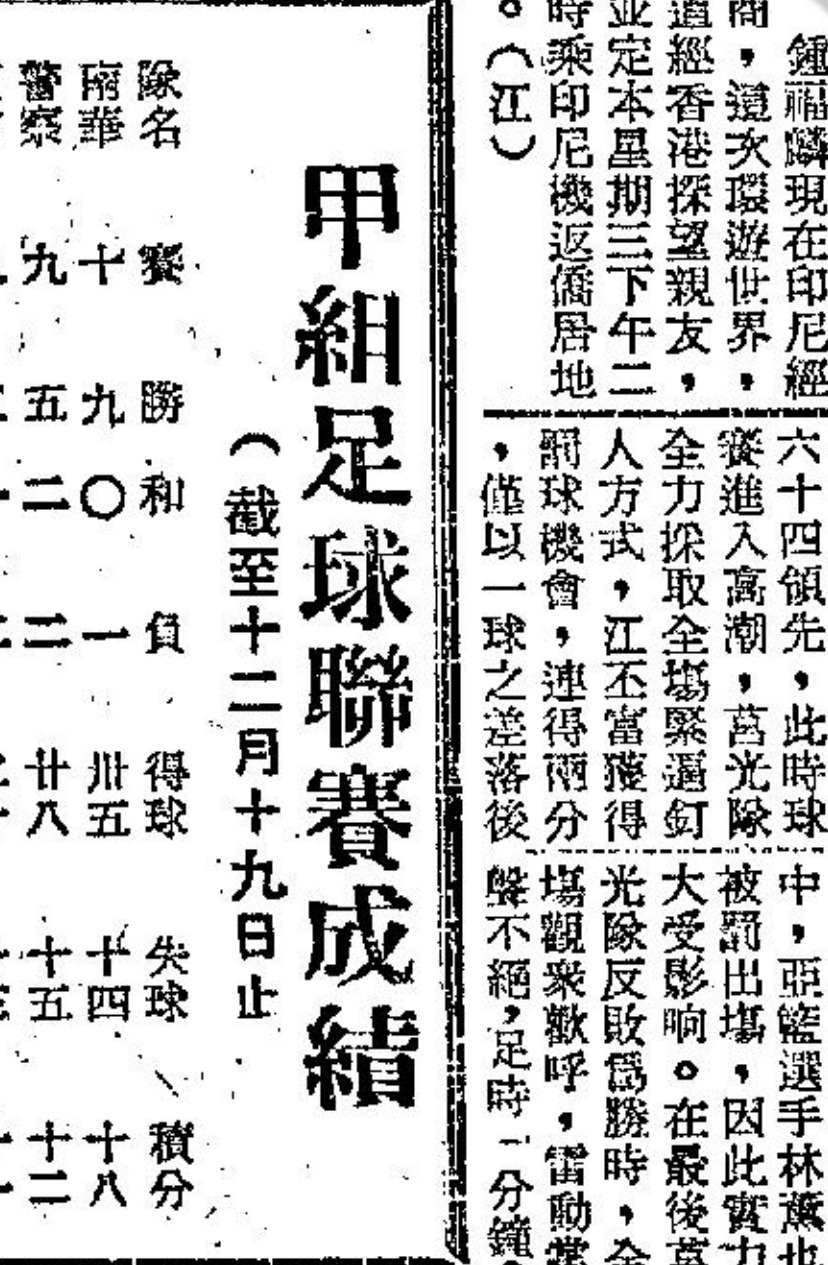 鍾福麟現在印尼經
商，這次環遊世界，
道經香港探望親友，
並定本星期三下午二
時乘印尼機返僑居地
。（江）
六十四領先，此時球
賽進入高潮，莒光隊
全力採取全塲緊逼釘
人方式，江丕富獲得
罰球機會，連得兩分
，僅以一球之差落後
中，亞籃選手林薫也
被罰出塲，因此實力
大受影响。在最後莒
光隊反敗爲勝時，全
塲觀衆歡呼，雷動掌
聲不絕，足時一分鐘
甲組足球聯賽成績
（截至十二月十九日止
隊名 賽 勝 和 負 得球 失球 積分
南華 十 九 〇 一 卅五 十四 十八
警察 九 五 二 二 廿八 十五 十二